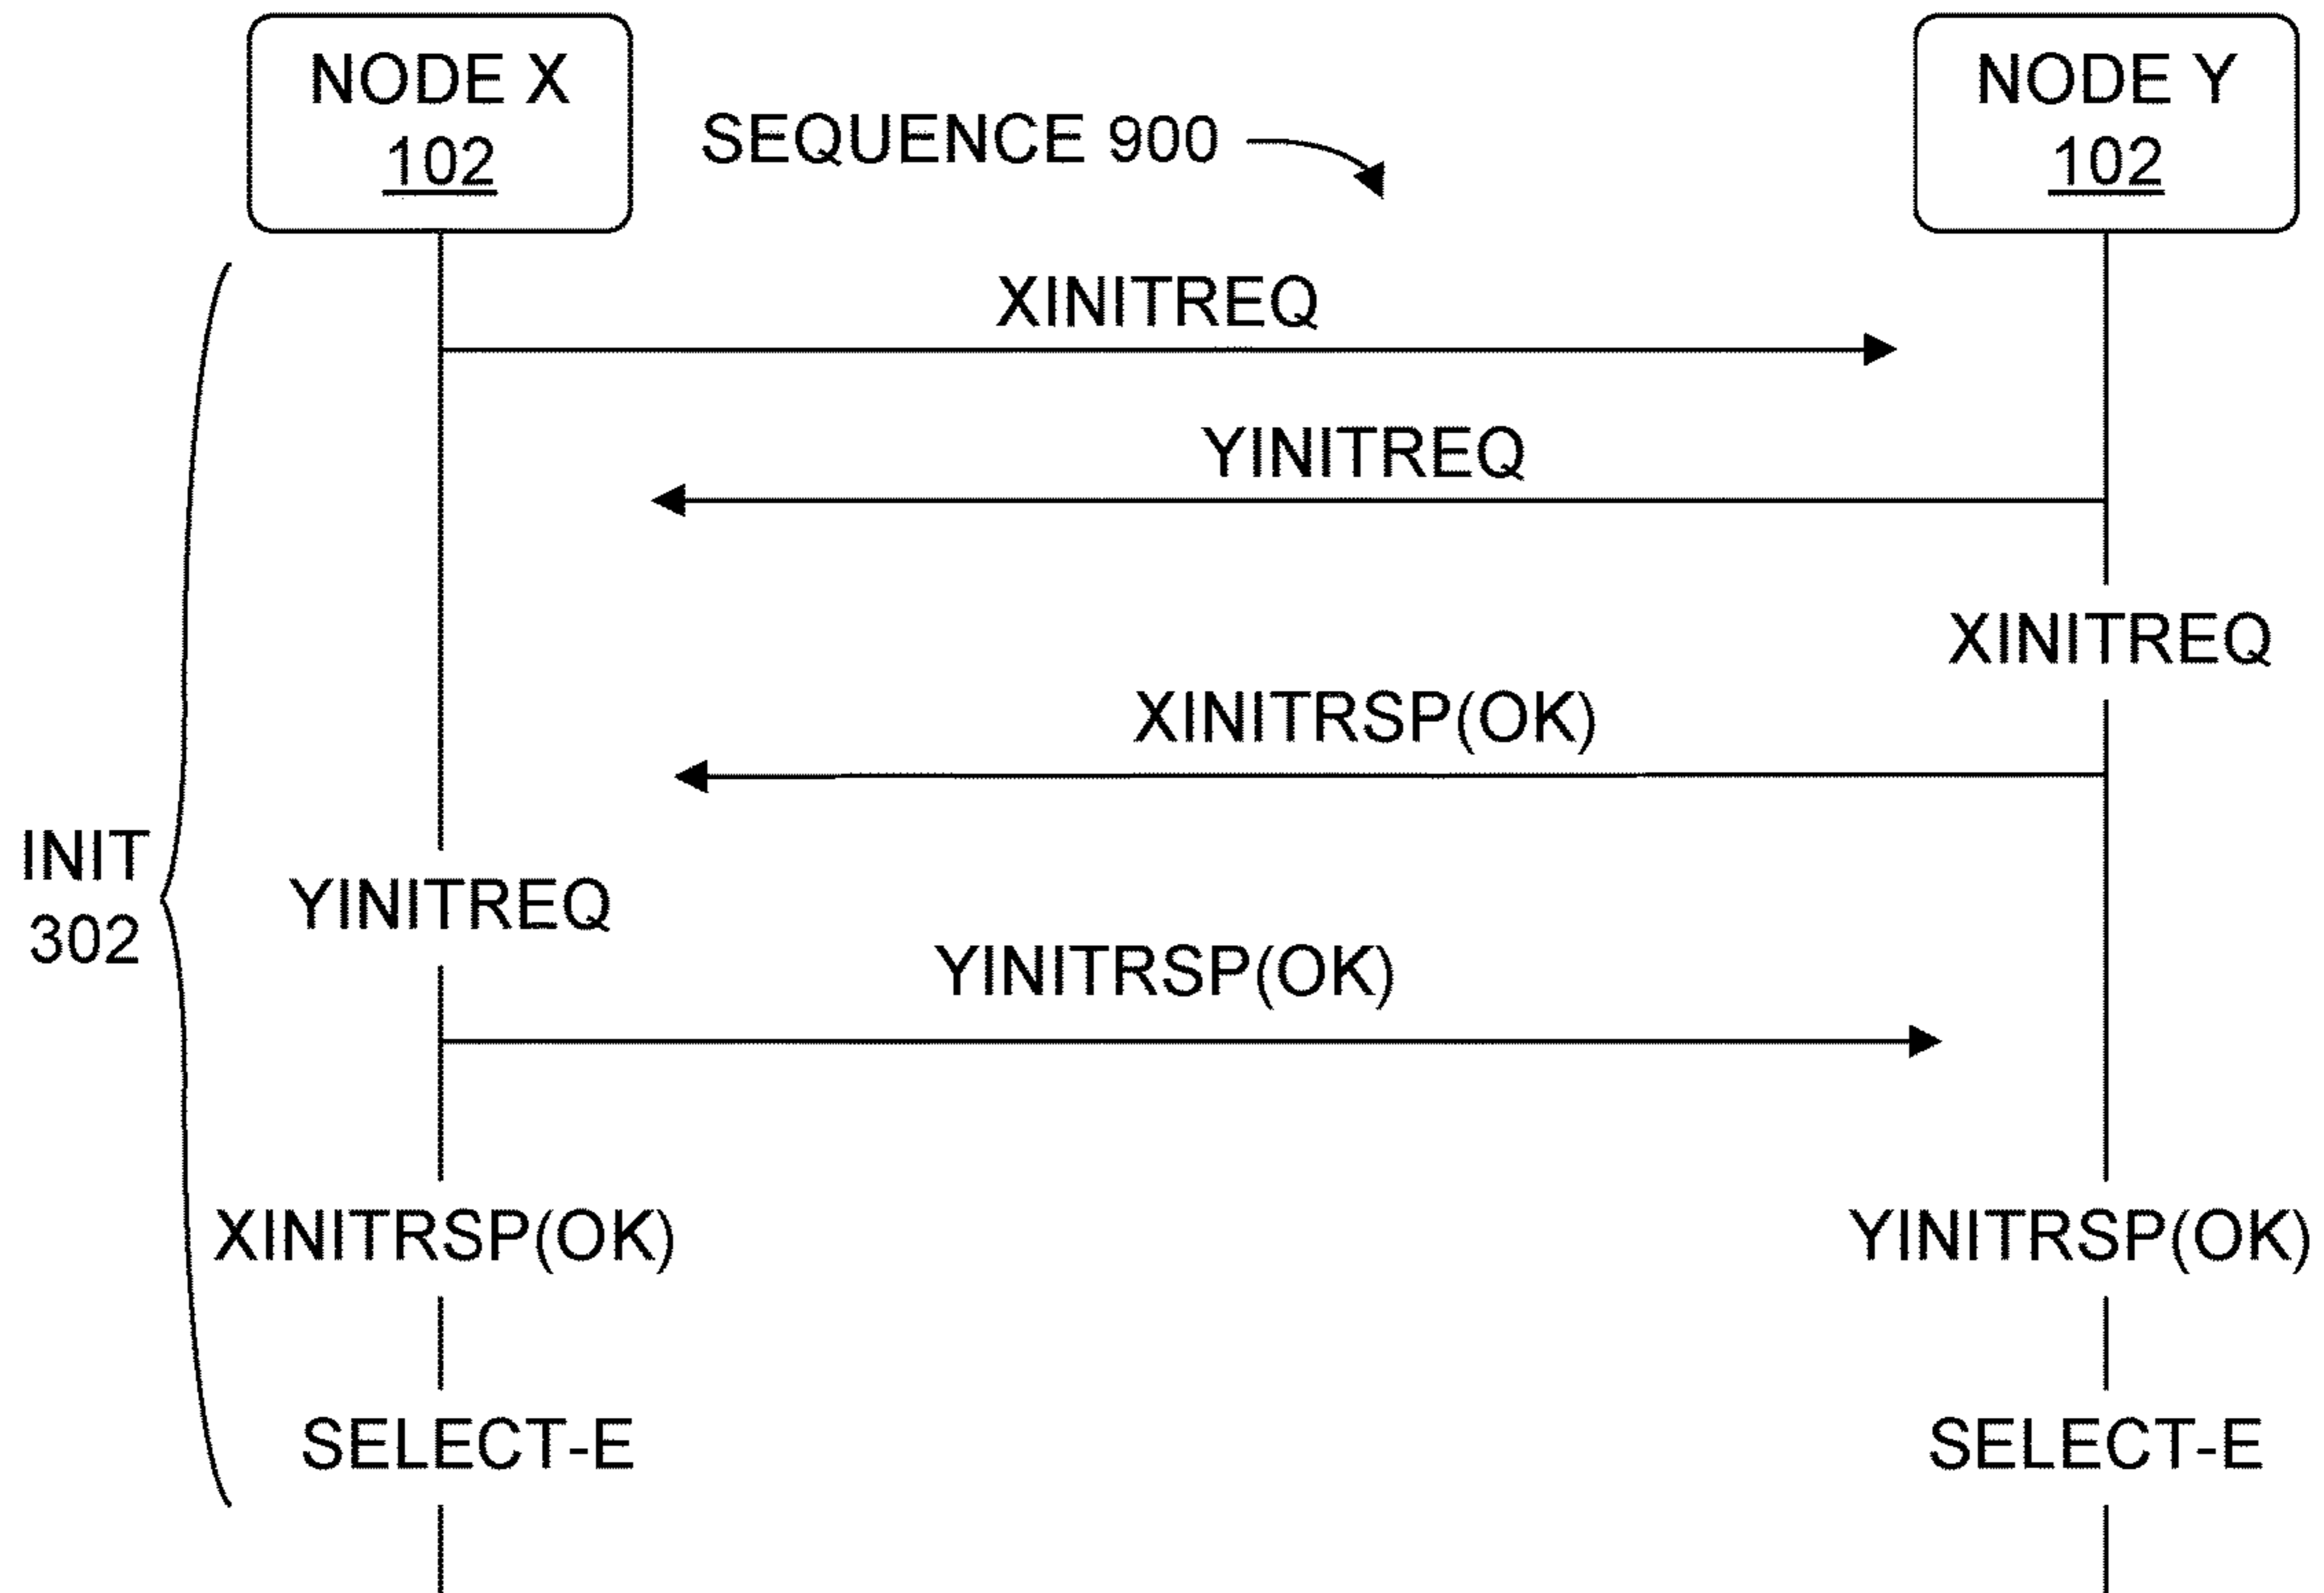 NODE X
102
SEQUENCE 900
NODE Y
102
XINITREQ
YINITREQ
XINITREQ
XINITRSP(OK)
INIT
302
YINITREQ
YINITRSP(OK)
XINITRSP(OK)
YINITRSP(OK)
SELECT-E
SELECT-E